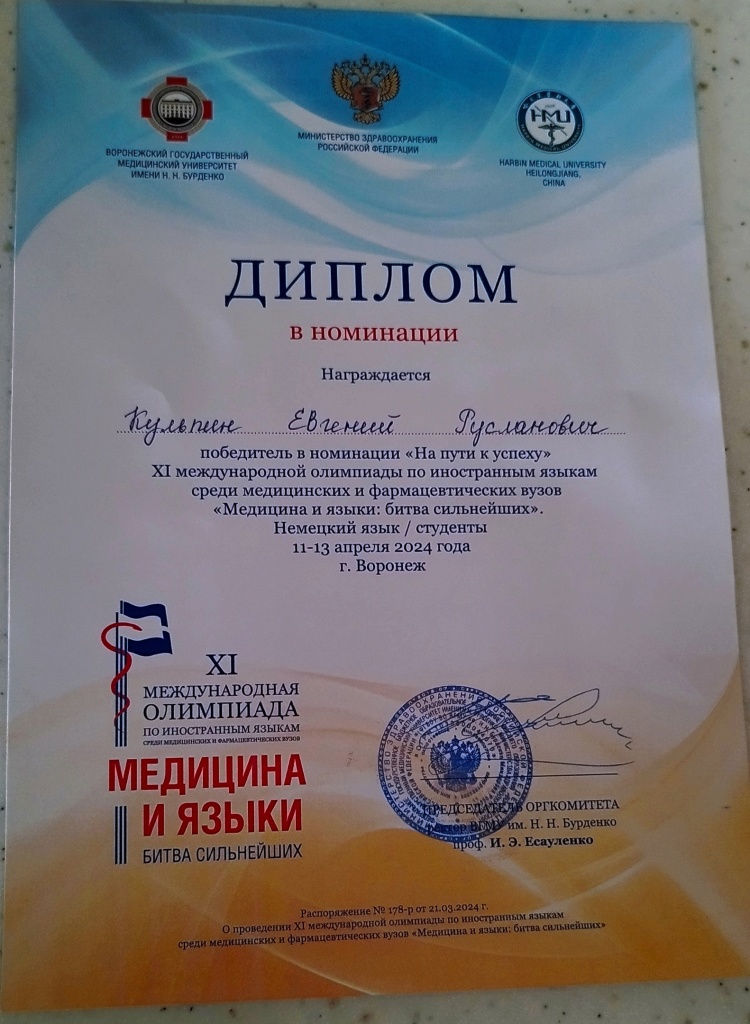 ВОРОНЕЖСКИЙ ГОСУДАРСТВЕННЫЙ
МЕДИЦИНСКИЙ УНИВЕРСИТЕТ
ИМЕНИ Н. Н. БУРДЕНКО
МИНИСТЕРСТВО ЗДРАВООХРАНЕНИЯ
РОССИЙСКОЙ ФЕДЕРАЦИИ
HMU
HARBIN MEDICAL UNIVERSITY
HEILONGJIANG,
CHINA
ДИПЛОМ
в номинации
Награждается
Кульпин Евгений Русланович
победитель в номинации «На пути к успеху»
XI международной олимпиады по иностранным языкам
среди медицинских и фармацевтических вузов
«Медицина и языки: битва сильнейших».
Немецкий язык / студенты
11-13 апреля 2024 года
г. Воронеж
XI
МЕЖДУНАРОДНАЯ
ОЛИМПИАДА
ПО ИНОСТРАННЫМ ЯЗЫКАМ
СРЕДИ МЕДИЦИНСКИХ И ФАРМАЦЕВТИЧЕСКИХ ВУЗОВ
МЕДИЦИНА
И ЯЗЫКИ
БИТВА СИЛЬНЕЙШИХ
ПРЕДСЕДАТЕЛЬ ОРГКОМИТЕТА
ректор ВГМУ им. Н. Н. Бурденко
проф. И. Э. Есауленко
Распоряжение № 178-р от 21.03.2024 г.
О проведении XI международной олимпиады по иностранным языкам
среди медицинских и фармацевтических вузов «Медицина и языки: битва сильнейших»